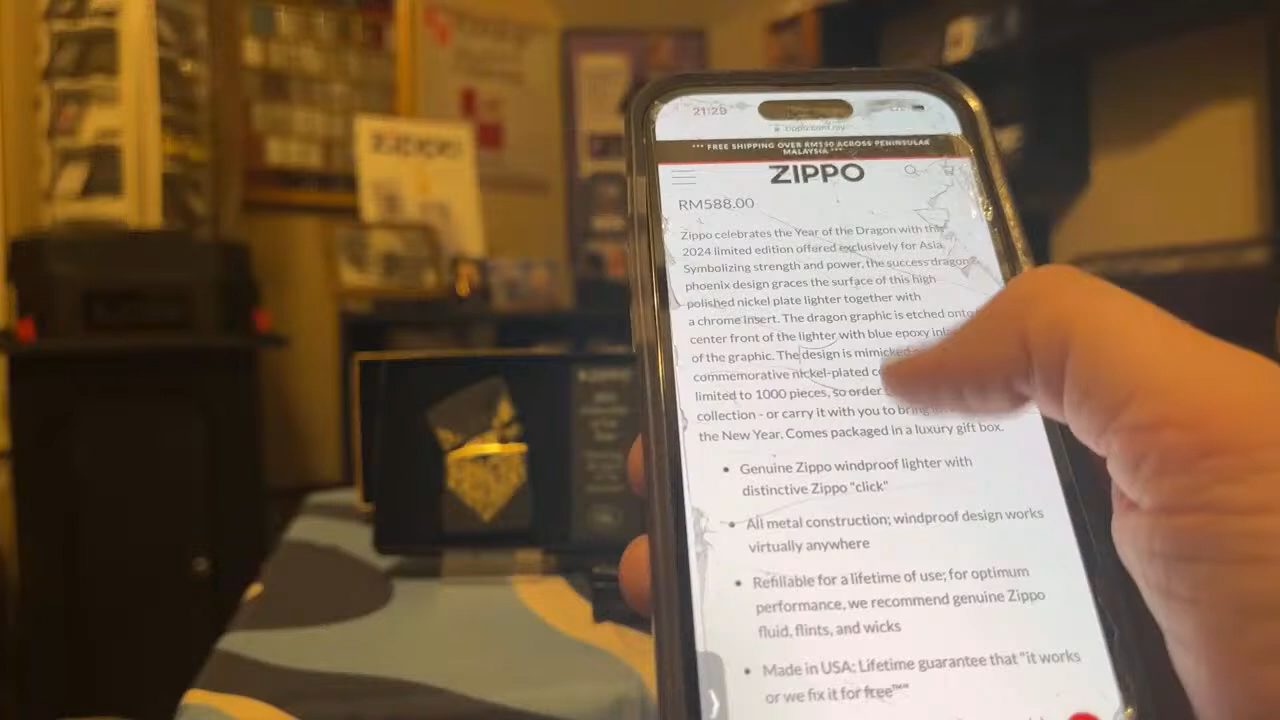 ZIPPO
21:29
*** FREE SHIPPING OVER RM150 ACROSS PENINSULAR
MALAYSIA ***
ZIPPO
RM588.00
Zippo celebrates the Year of the Dragon with this
2024 limited edition offered exclusively for Asia.
Symbolizing strength and power, the success dragon
phoenix design graces the surface of this high
polished nickel plate lighter together with
a chrome insert. The dragon graphic is etched onto
center front of the lighter with blue epoxy
of the graphic. The design is mimicked
commemorative nickel-plated
limited to 1000 pieces, so order
collection - or carry it with you to bring
the New Year. Comes packaged in a luxury gift box.
• Genuine Zippo windproof lighter with
distinctive Zippo "click"
• All metal construction; windproof design works
virtually anywhere
• Refillable for a lifetime of use; for optimum
performance, we recommend genuine Zippo
fluid, flints, and wicks
• Made in USA; Lifetime guarantee that "it works
or we fix it for free™"